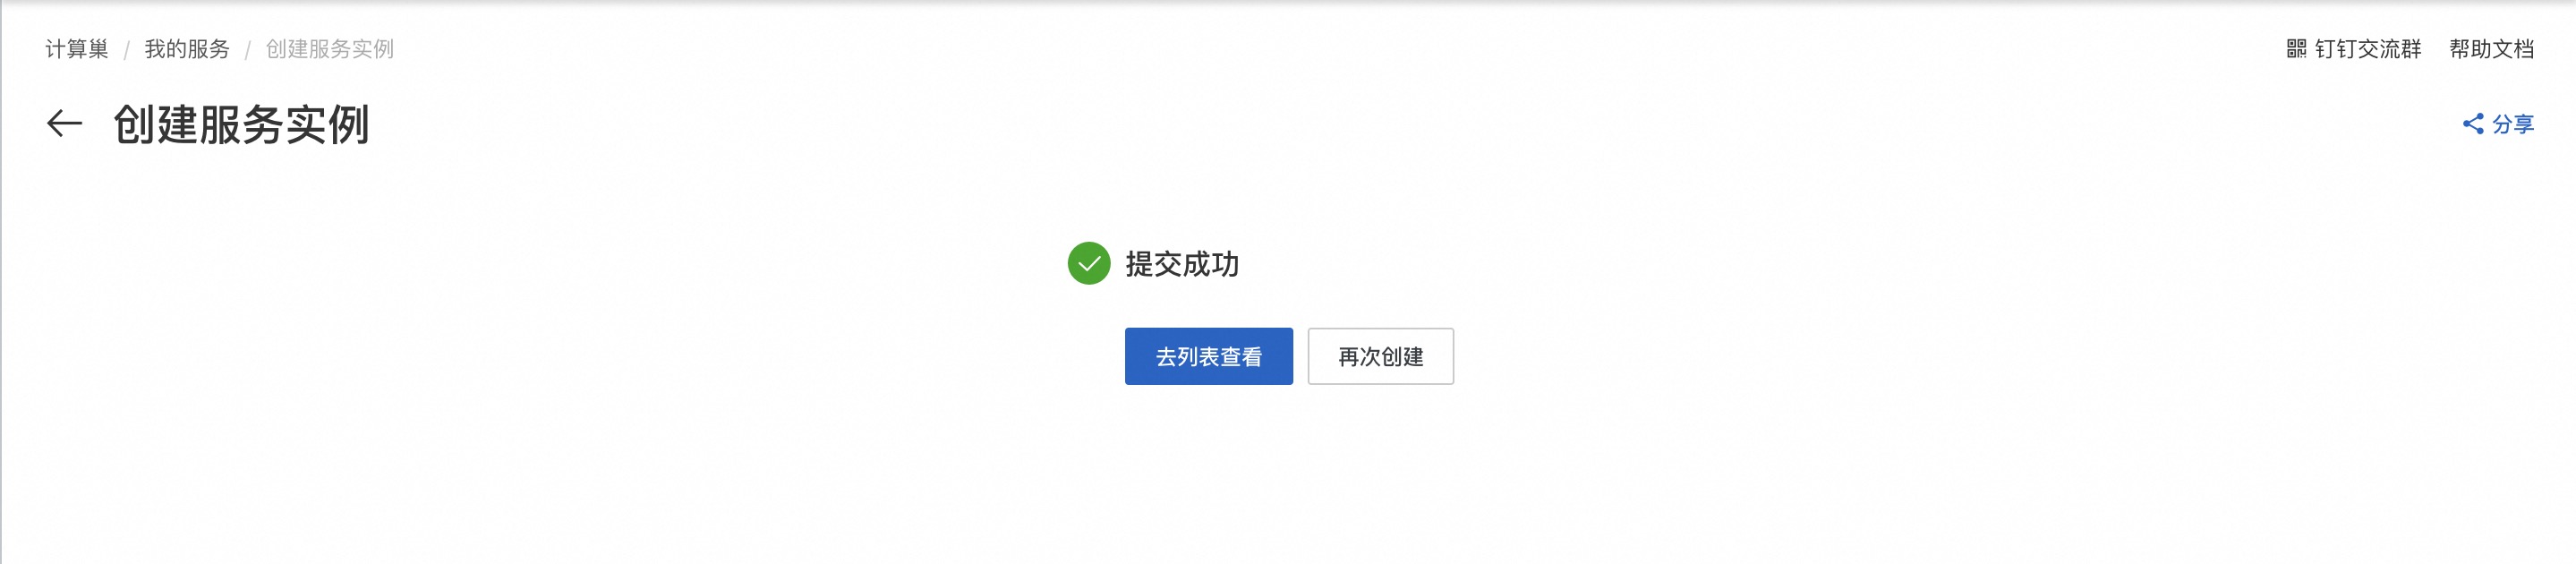 计算巢 / 我的服务 / 创建服务实例
钉钉交流群 帮助文档
创建服务实例
分享
提交成功
去列表查看 再次创建